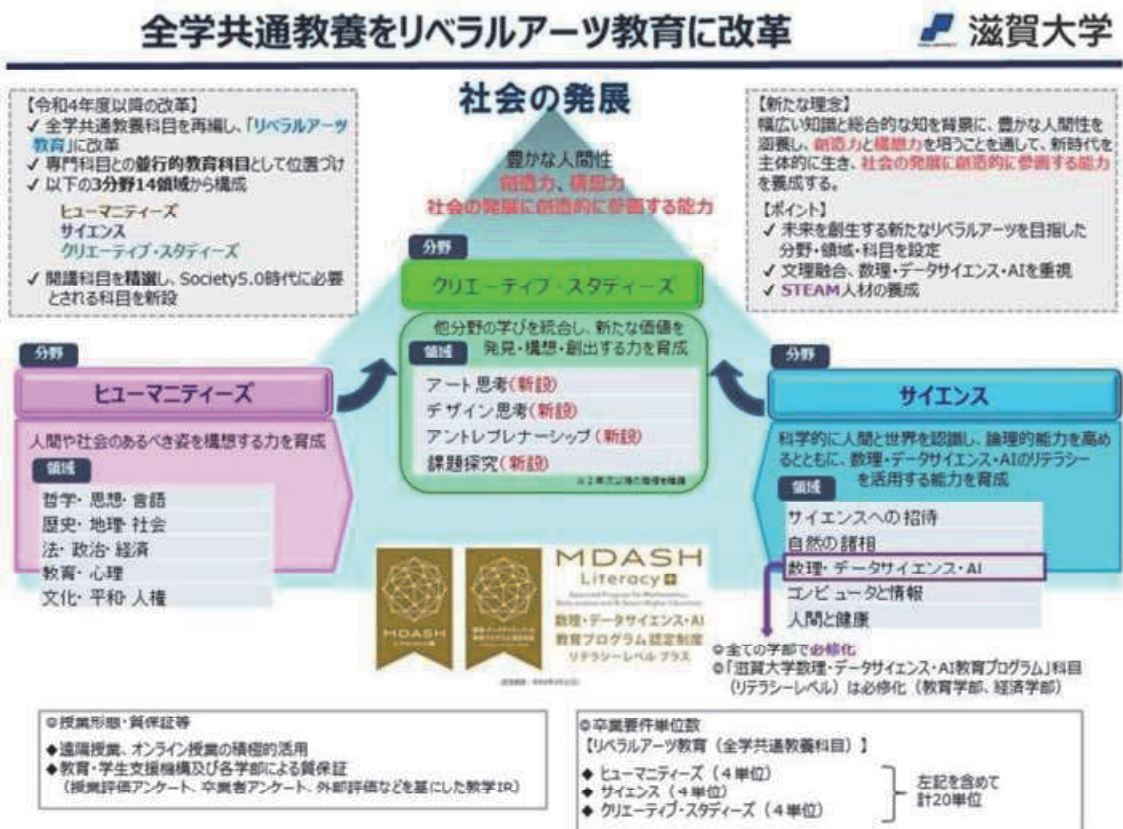 全学共通教養をリベラルアーツ教育に改革
滋賀大学
【令和4年度以降の改革】
✓ 全学共通教養科目を再編し、「リベラルアーツ
教育」に改革
✓ 専門科目との並行的教育科目として位置づけ
✓ 以下の3分野14領域から構成
ヒューマニティーズ
サイエンス
クリエーティブ・スタディーズ
✓ 開講科目を精選し、Society5.0時代に必要
とされる科目を新設
社会の発展
豊かな人間性
創造力、構想力
社会の発展に創造的に参画する能力
【新たな理念】
幅広い知識と総合的な知を背景に、豊かな人間性を
涵養し、創造力と構想力を培うことを通して、新時代を
主体的に生き、社会の発展に創造的に参画する能力
を養成する。
【ポイント】
✓ 未来を創生する新たなリベラルアーツを目指した
分野・領域・科目を設定
✓ 文理融合、数理・データサイエンス・AIを重視
✓ STEAM人材の養成
分野
クリエーティブ・スタディーズ
他分野の学びを統合し、新たな価値を
発見・構想・創出する力を育成
領域
アート思考(新設)
デザイン思考(新設)
アントレプレナーシップ(新設)
課題探究(新設)
分野
ヒューマニティーズ
人間や社会のあるべき姿を構想する力を育成
領域
哲学・思想・言語
歴史・地理・社会
法・政治・経済
教育・心理
文化・平和・人権
分野
サイエンス
科学的に人間と世界を認識し、論理的能力を高め
るとともに、数理・データサイエンス・AIのリテラシー
を活用する能力を育成
領域
サイエンスへの招待
自然の諸相
数理・データサイエンス・AI
コンピュータと情報
人間と健康
◎全ての学部で必修化
◎「滋賀大学数理・データサイエンス・AI教育プログラム」科目
(リテラシーレベル)は必修化(教育学部、経済学部)
MDASH
MDASH
Literacy+
数理・データサイエンス・AI
教育プログラム認定制度
リテラシーレベル プラス
◎授業形態・質保証等
◆遠隔授業、オンライン授業の積極的活用
◆教育・学生支援機構及び各学部による質保証
(授業評価アンケート、卒業者アンケート、外部評価などを基にした教学IR)
◎卒業要件単位数
【リベラルアーツ教育(全学共通教養科目)】
◆ ヒューマニティーズ(4単位)
◆ サイエンス(4単位)
◆ クリエーティブ・スタディーズ(4単位)
左記を含めて
計20単位